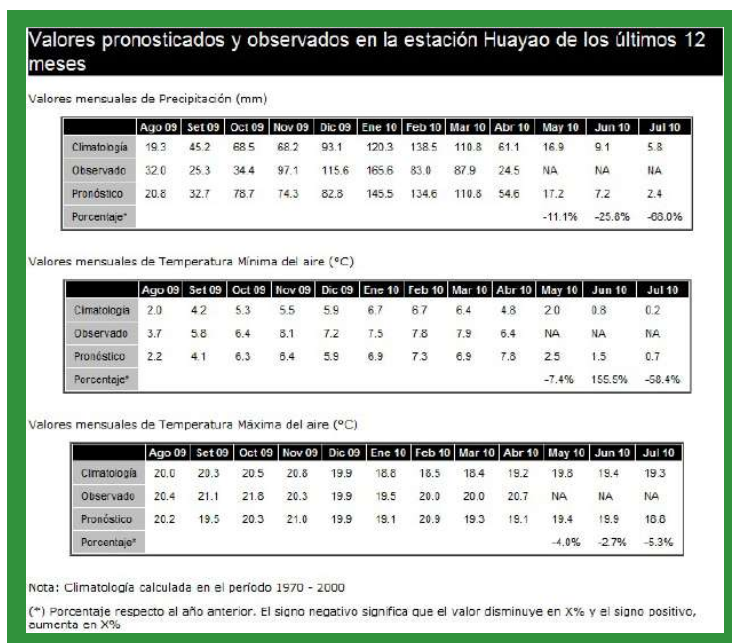 Valores pronosticados y observados en la estación Huayao de los últimos 12
meses
Valores mensuales de Precipitación (mm)
Ago 09 Set 09 Oct 09 Nov 09 Dic 09 Ene 10 Feb 10 Mar 10 Abr 10 May 10 Jun 10 Jul 10
Climatología 19.3 45.2 68.5 68.2 93.1 120.3 138.5 110.8 61.1 16.9 9.1 5.8
Observado 32.0 25.3 34.4 97.1 115.6 165.6 83.0 87.9 24.5 NA NA NA
Pronóstico 20.8 32.7 78.7 74.3 82.8 145.5 134.6 110.8 54.6 17.2 7.2 2.4
Porcentaje* -11.1% -25.8% -68.0%
Valores mensuales de Temperatura Mínima del aire (°C)
Ago 09 Set 09 Oct 09 Nov 09 Dic 09 Ene 10 Feb 10 Mar 10 Abr 10 May 10 Jun 10 Jul 10
Climatología 2.0 4.2 5.3 5.5 5.9 6.7 6.7 6.4 4.8 2.0 0.8 0.2
Observado 3.7 5.8 6.4 8.1 7.2 7.5 7.8 7.9 6.4 NA NA NA
Pronóstico 2.2 4.1 6.3 6.4 5.9 6.9 7.3 6.9 7.8 2.5 1.5 0.7
Porcentaje* -7.4% 155.5% -58.4%
Valores mensuales de Temperatura Máxima del aire (°C)
Ago 09 Set 09 Oct 09 Nov 09 Dic 09 Ene 10 Feb 10 Mar 10 Abr 10 May 10 Jun 10 Jul 10
Climatología 20.0 20.3 20.5 20.8 19.9 18.8 18.5 18.4 19.2 19.8 19.4 19.3
Observado 20.4 21.1 21.8 20.3 19.9 19.5 20.0 20.0 20.7 NA NA NA
Pronóstico 20.2 19.5 20.3 21.0 19.9 19.1 20.9 19.3 19.1 19.4 19.9 18.8
Porcentaje* -4.0% -2.7% -5.3%
Nota: Climatología calculada en el período 1970 - 2000
(*) Porcentaje respecto al año anterior. El signo negativo significa que el valor disminuye en X% y el signo positivo,
aumenta en X%